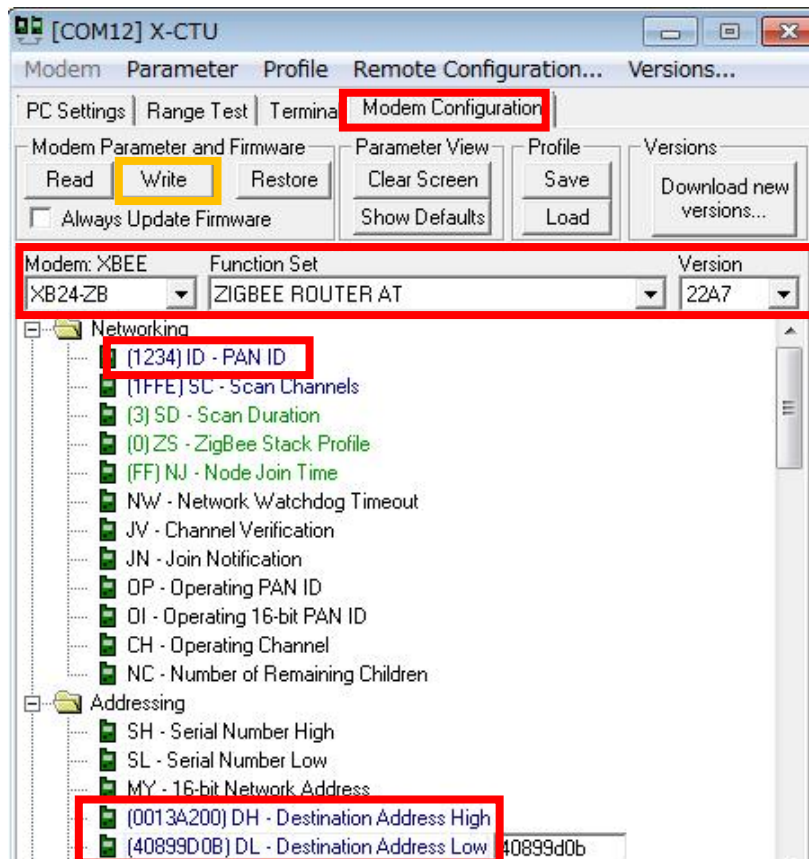 [COM12] X-CTU
Modem Parameter Profile Remote Configuration... Versions...
PC Settings Range Test Terminal Modem Configuration
Modem Parameter and Firmware Parameter View Profile Versions
Read Write Restore Clear Screen Save Download new versions...
Always Update Firmware Show Defaults Load
Modem: XBEE Function Set Version
XB24-ZB ZIGBEE ROUTER AT 22A7
Networking
(1234) ID - PAN ID
(1FFE) SC - Scan Channels
(3) SD - Scan Duration
(0) ZS - ZigBee Stack Profile
(FF) NJ - Node Join Time
NW - Network Watchdog Timeout
JV - Channel Verification
JN - Join Notification
OP - Operating PAN ID
OI - Operating 16-bit PAN ID
CH - Operating Channel
NC - Number of Remaining Children
Addressing
SH - Serial Number High
SL - Serial Number Low
MY - 16-bit Network Address
(0013A200) DH - Destination Address High
(40899D0B) DL - Destination Address Low 40899d0b